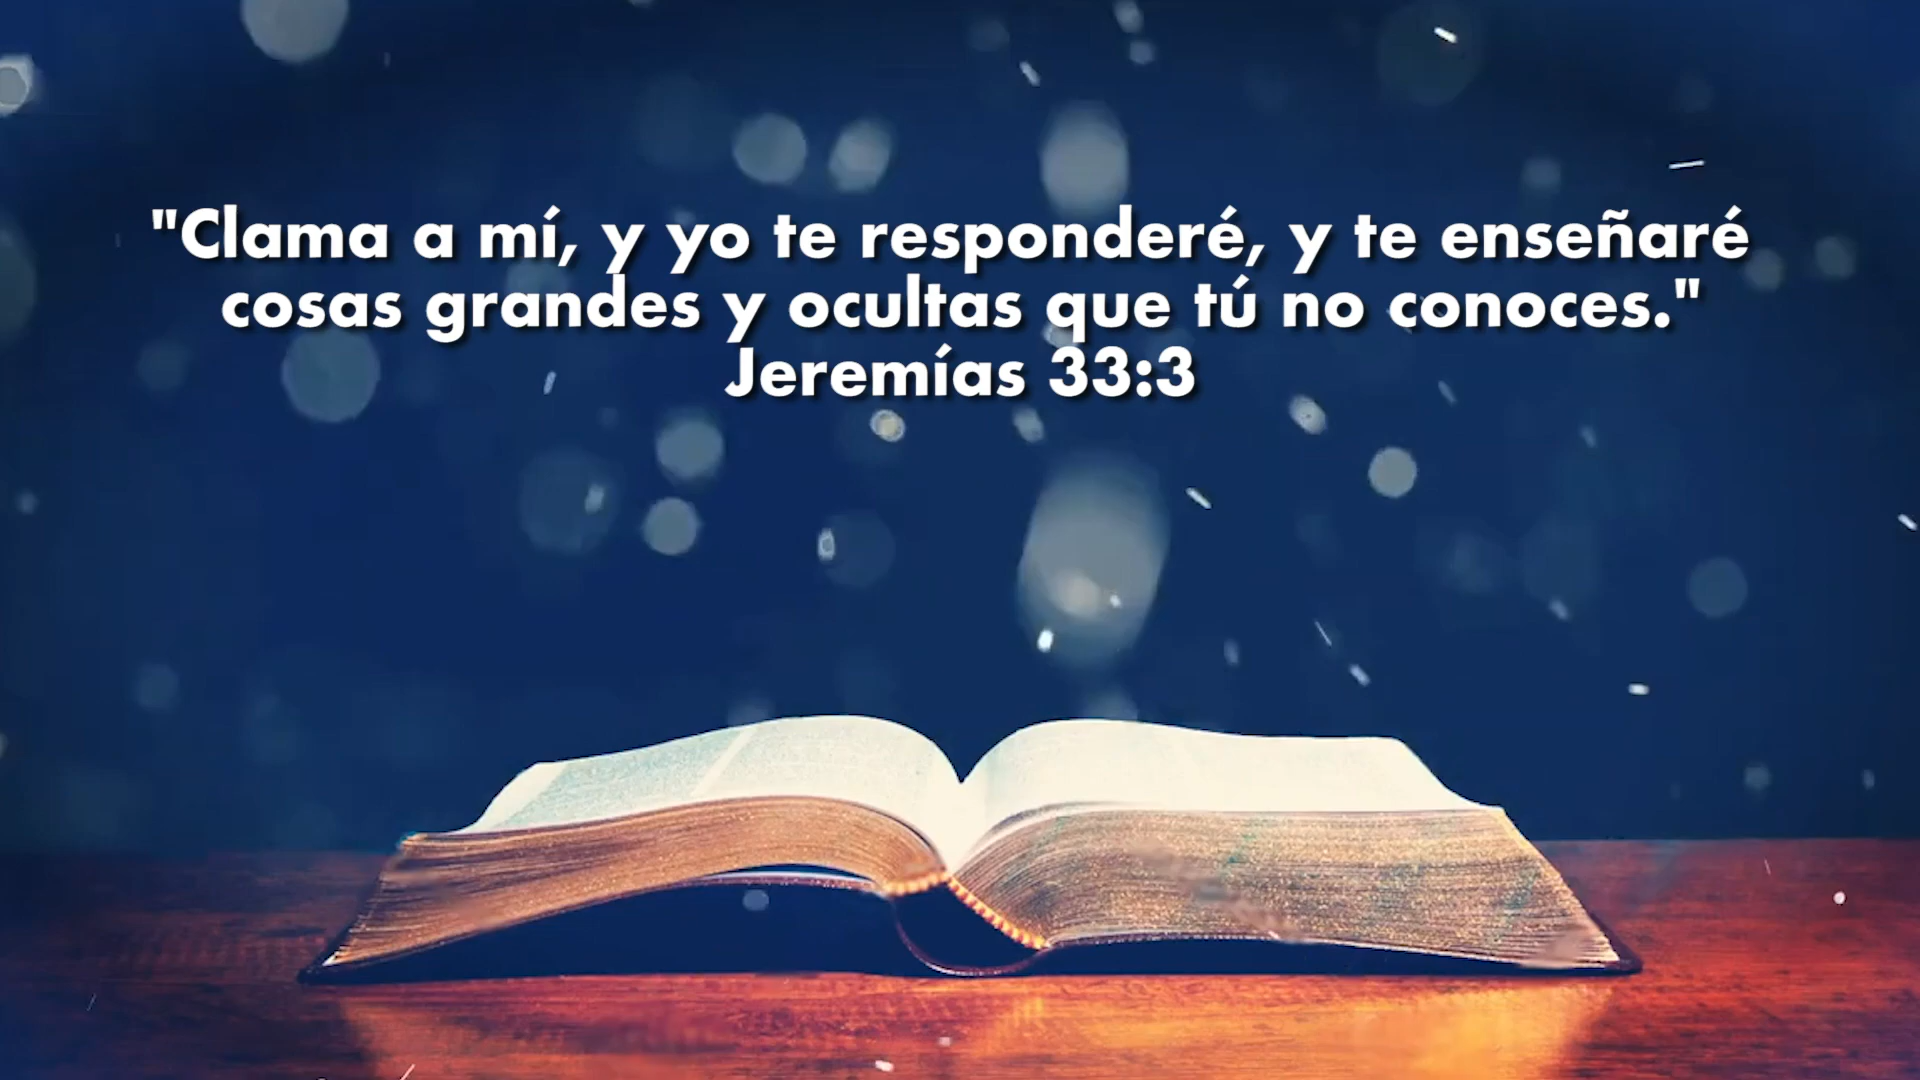 "Clama a mí, y yo te responderé, y te enseñaré
cosas grandes y ocultas que tú no conoces."
Jeremías 33:3